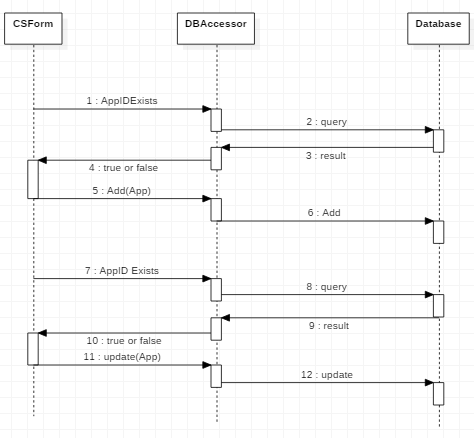 CSForm
DBAccessor
Database
1 : AppIDExists
2 : query
3 : result
4 : true or false
5 : Add(App)
6 : Add
7 : AppID Exists
8 : query
9 : result
10 : true or false
11 : update(App)
12 : update